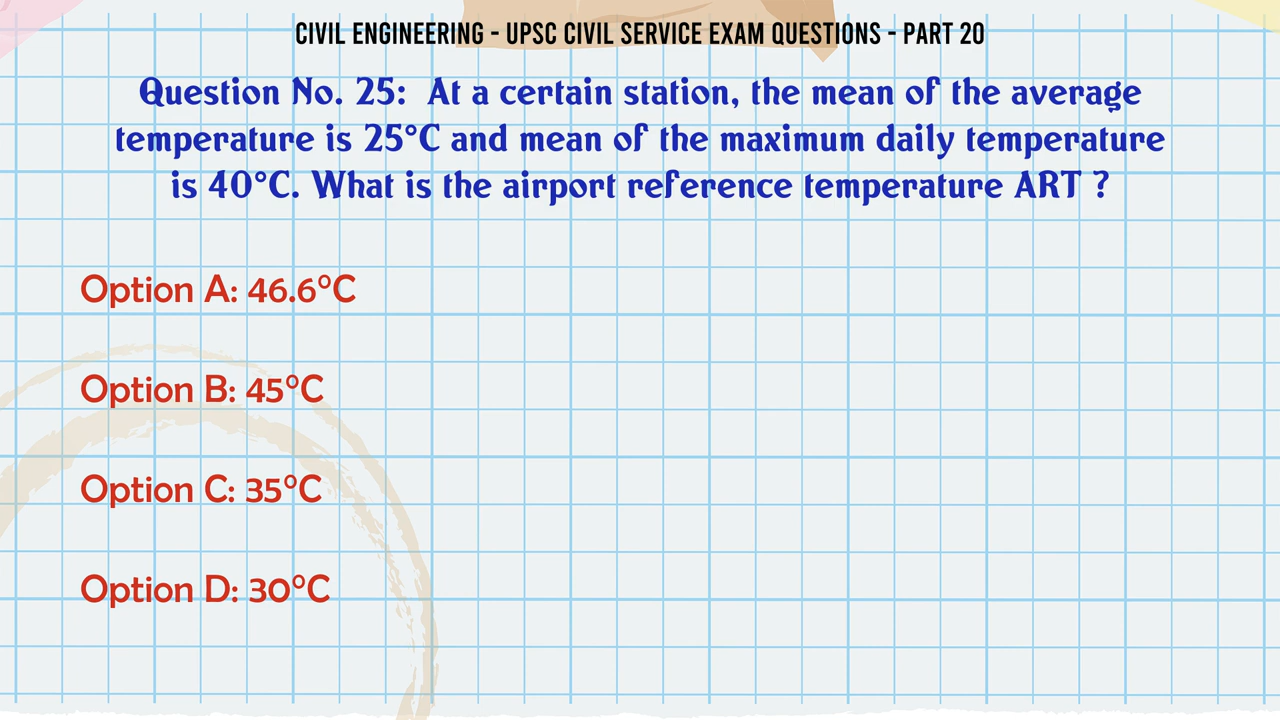 CIVIL ENGINEERING - UPSC CIVIL SERVICE EXAM QUESTIONS - PART 20
Question No. 25: At a certain station, the mean of the average
temperature is 25°C and mean of the maximum daily temperature
is 40°C. What is the airport reference temperature ART ?
Option A: 46.6°C
Option B: 45°C
Option C: 35°C
Option D: 30°C